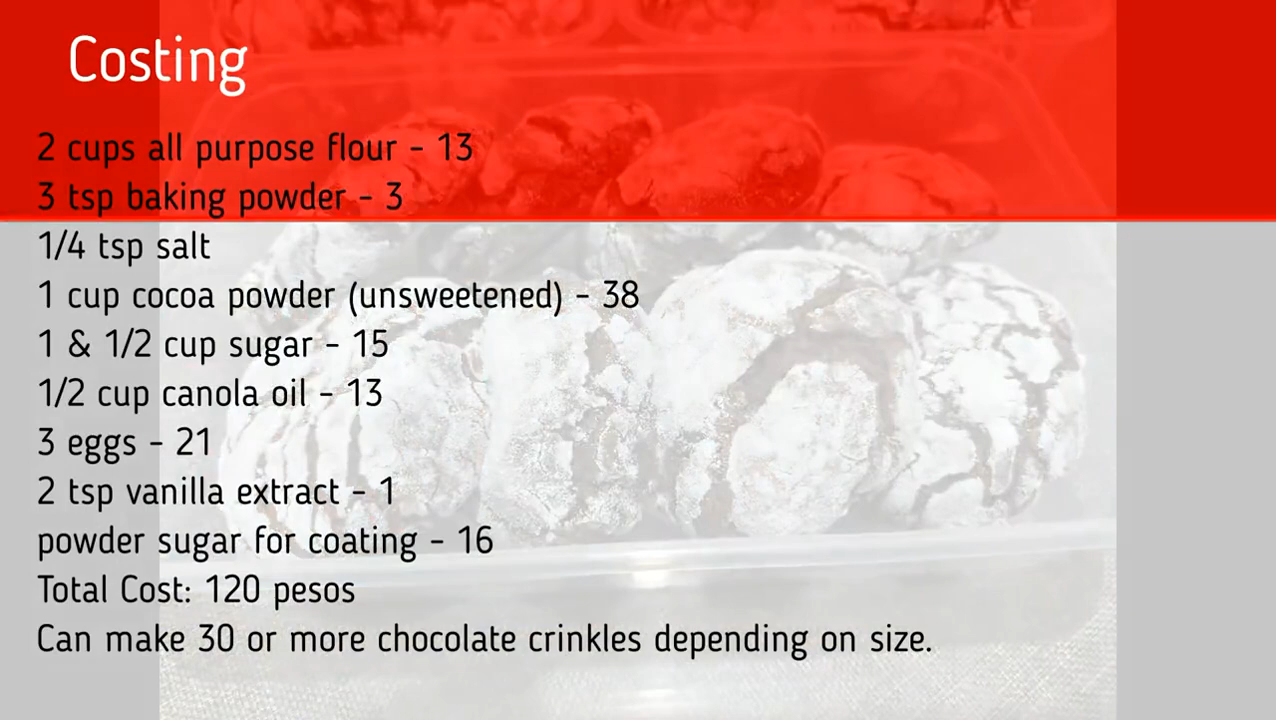 Costing
2 cups all purpose flour - 13
3 tsp baking powder - 3
1/4 tsp salt
1 cup cocoa powder (unsweetened) - 38
1 & 1/2 cup sugar - 15
1/2 cup canola oil - 13
3 eggs - 21
2 tsp vanilla extract - 1
powder sugar for coating - 16
Total Cost: 120 pesos
Can make 30 or more chocolate crinkles depending on size.